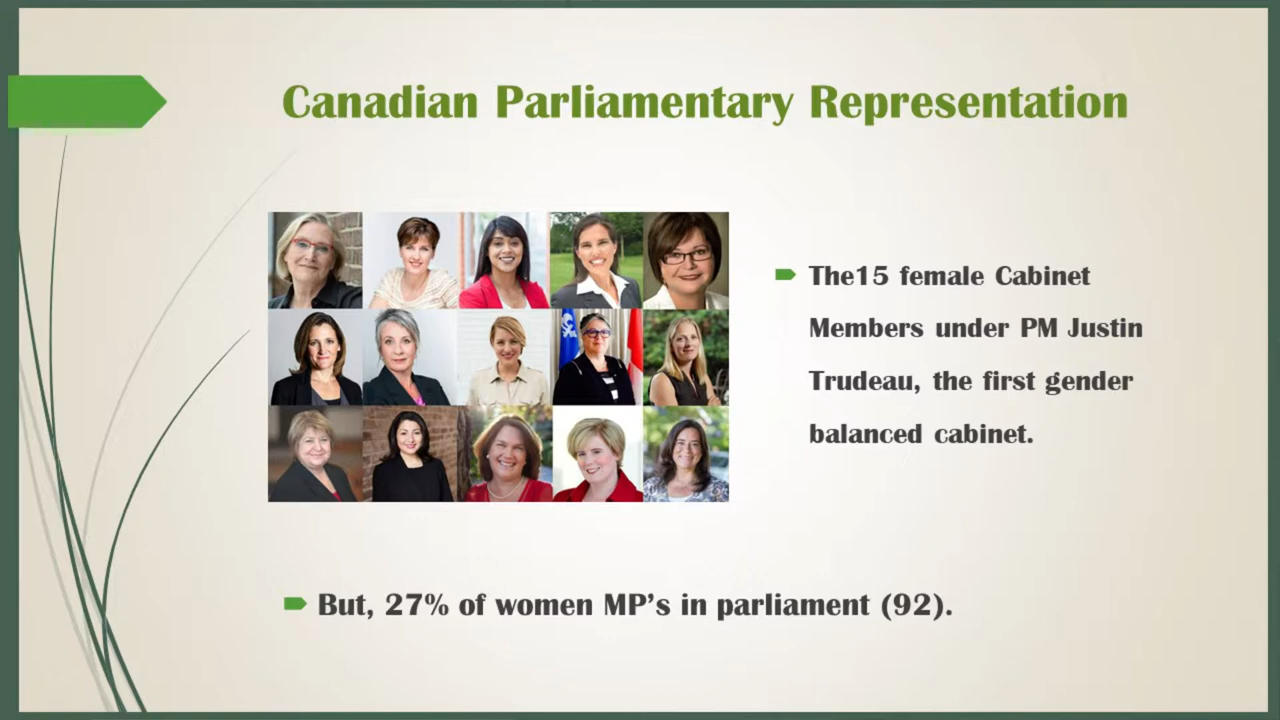 Canadian Parliamentary Representation
The15 female Cabinet
Members under PM Justin
Trudeau, the first gender
balanced cabinet.
But, 27% of women MP's in parliament (92).